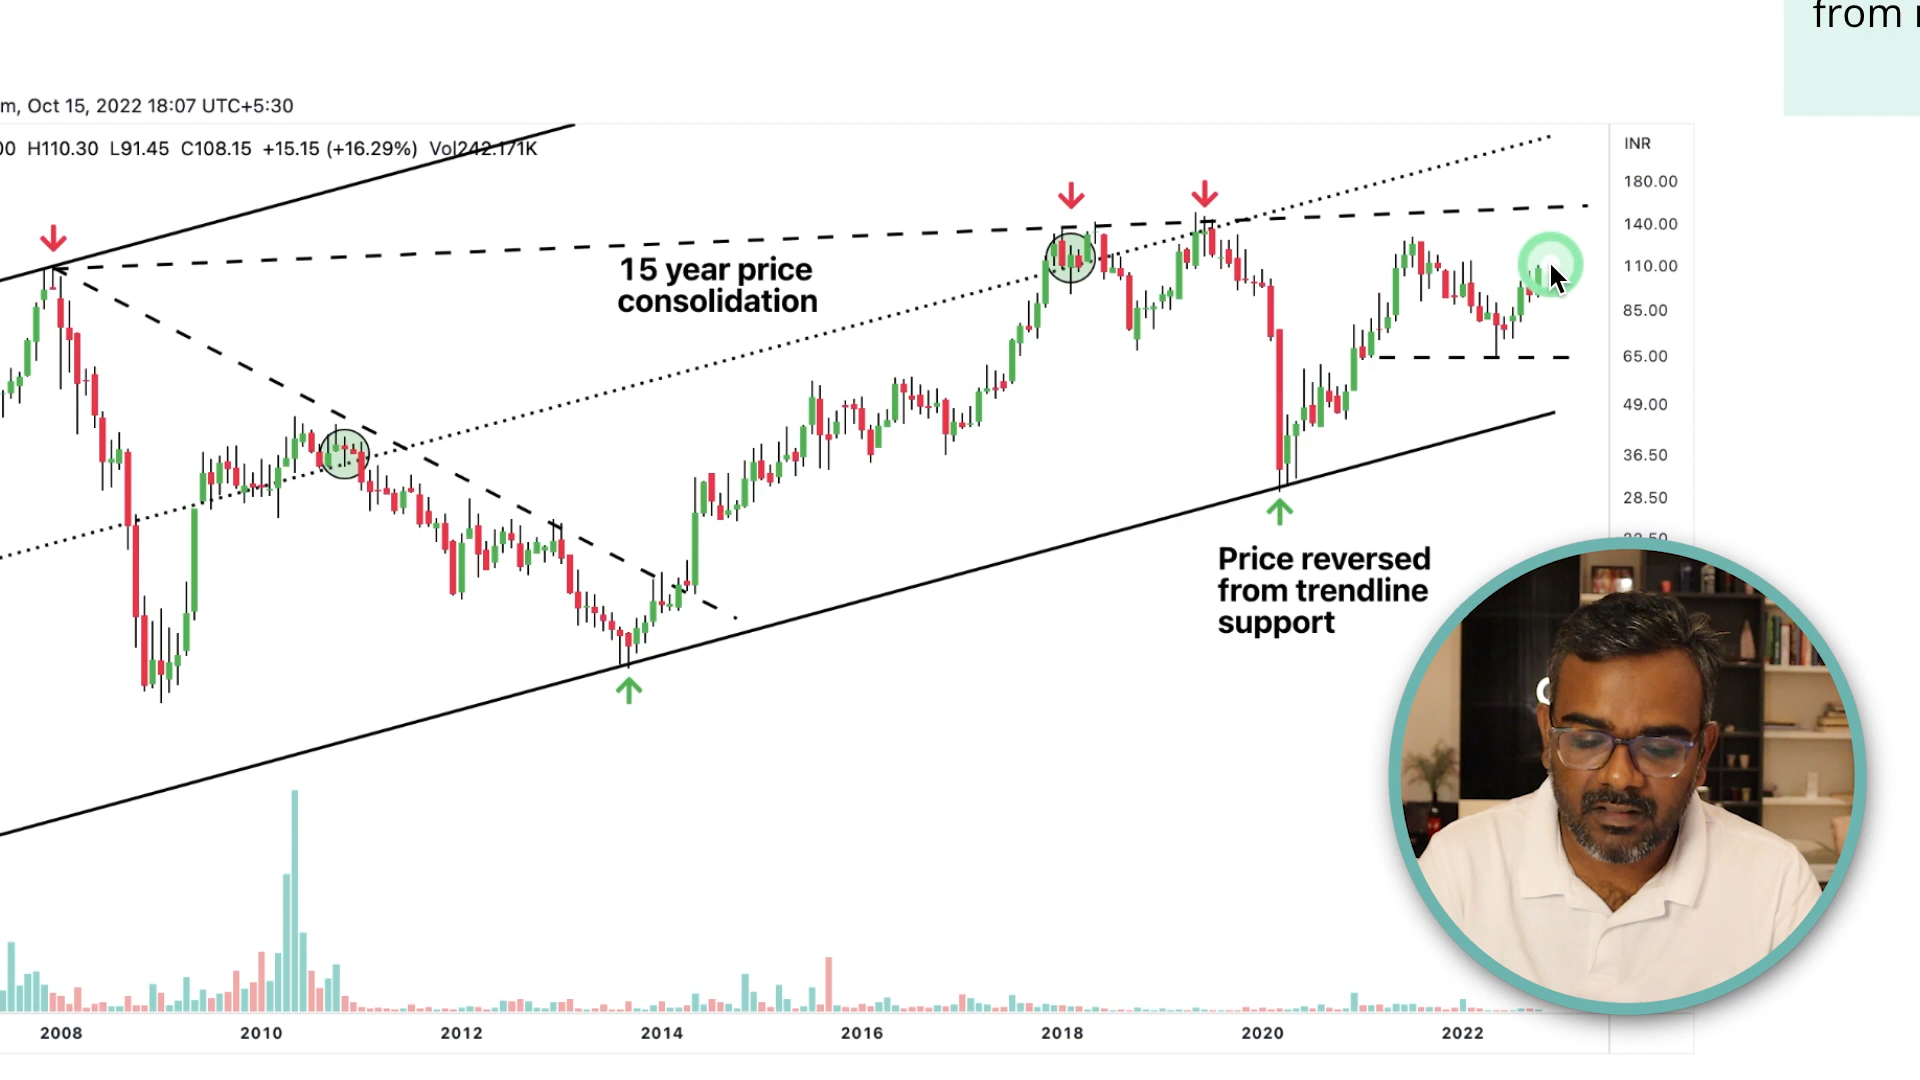 from
m, Oct 15, 2022 18:07 UTC+5:30
00 H110.30 L91.45 C108.15 +15.15 (+16.29%) Vol242.171K
INR
180.00
140.00
110.00
85.00
65.00
49.00
36.50
28.50
15 year price
consolidation
Price reversed
from trendline
support
2008 2010 2012 2014 2016 2018 2020 2022